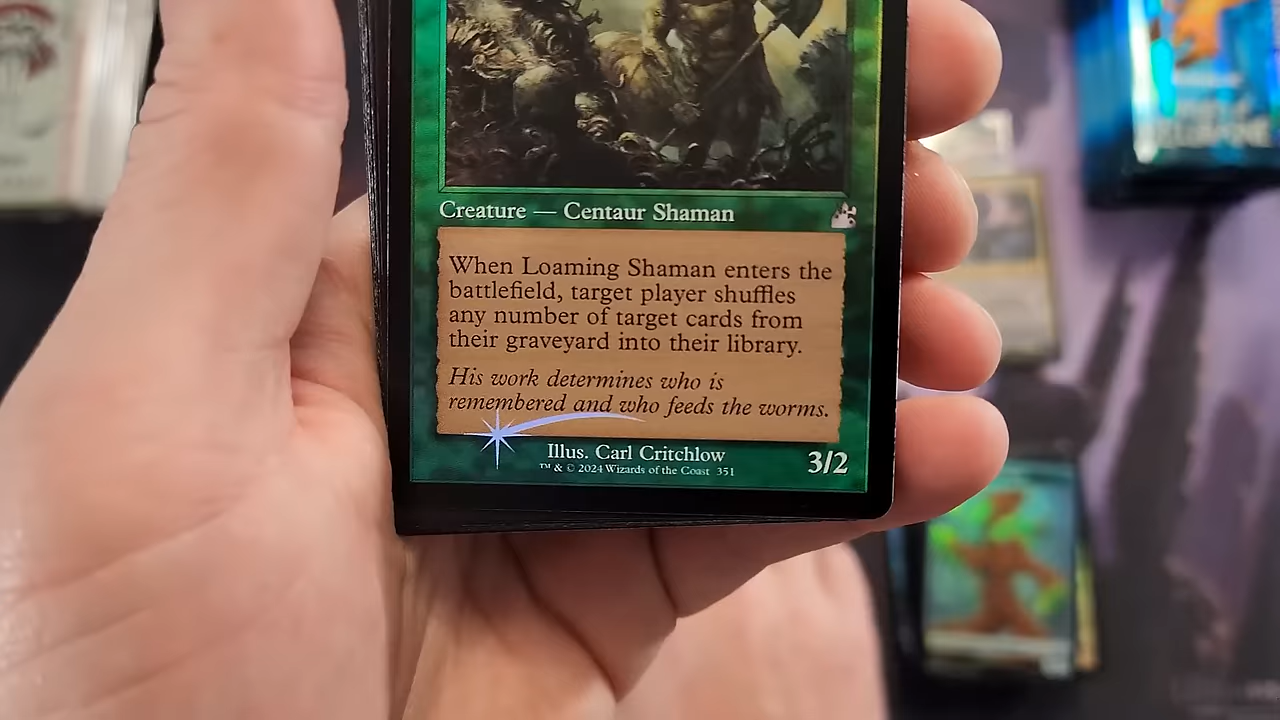 Creature — Centaur Shaman
When Loaming Shaman enters the
battlefield, target player shuffles
any number of target cards from
their graveyard into their library.
His work determines who is
remembered and who feeds the worms.
Illus. Carl Critchlow
™ & © 2024 Wizards of the Coast 351
3/2